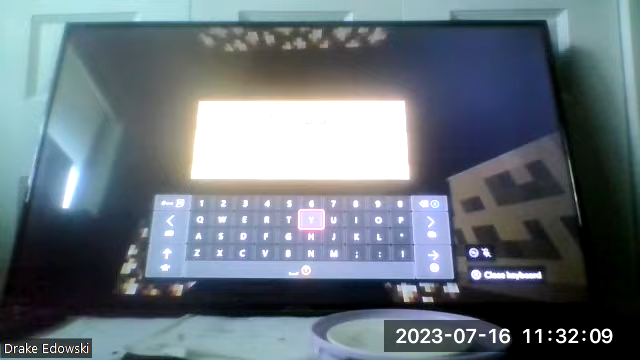 1 2 3 4 5 6 7 8 9 0
Q W E R T Y U I O P
A S D F G H J K L "
Z X C V B N M ; : !
Close keyboard
Drake Edowski
2023-07-16 11:32:09